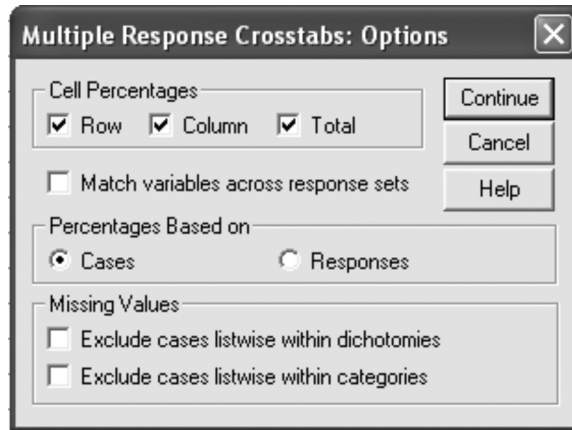 Multiple Response Crosstabs: Options
Cell Percentages
Row Column Total
Continue
Cancel
Help
Match variables across response sets
Percentages Based on
Cases Responses
Missing Values
Exclude cases listwise within dichotomies
Exclude cases listwise within categories